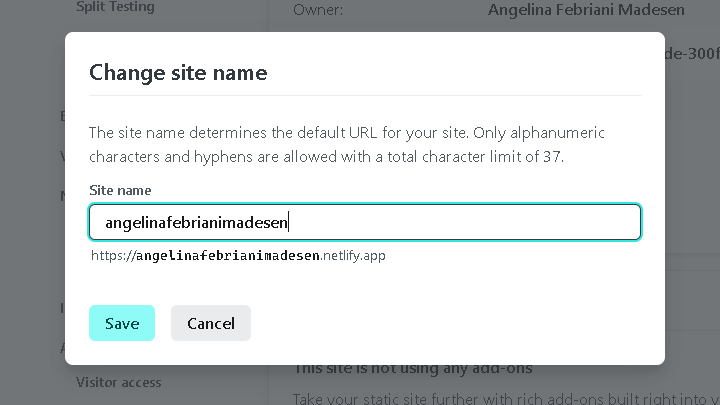 Split Testing
Owner: Angelina Febriani Madesen
de-300f
Change site name
The site name determines the default URL for your site. Only alphanumeric
characters and hyphens are allowed with a total character limit of 37.
Site name
angelinafebrianimadesen
https://angelinafebrianimadesen.netlify.app
Save Cancel
This site is not using any add-ons
Visitor access
Take your static site further with rich add-ons built right into